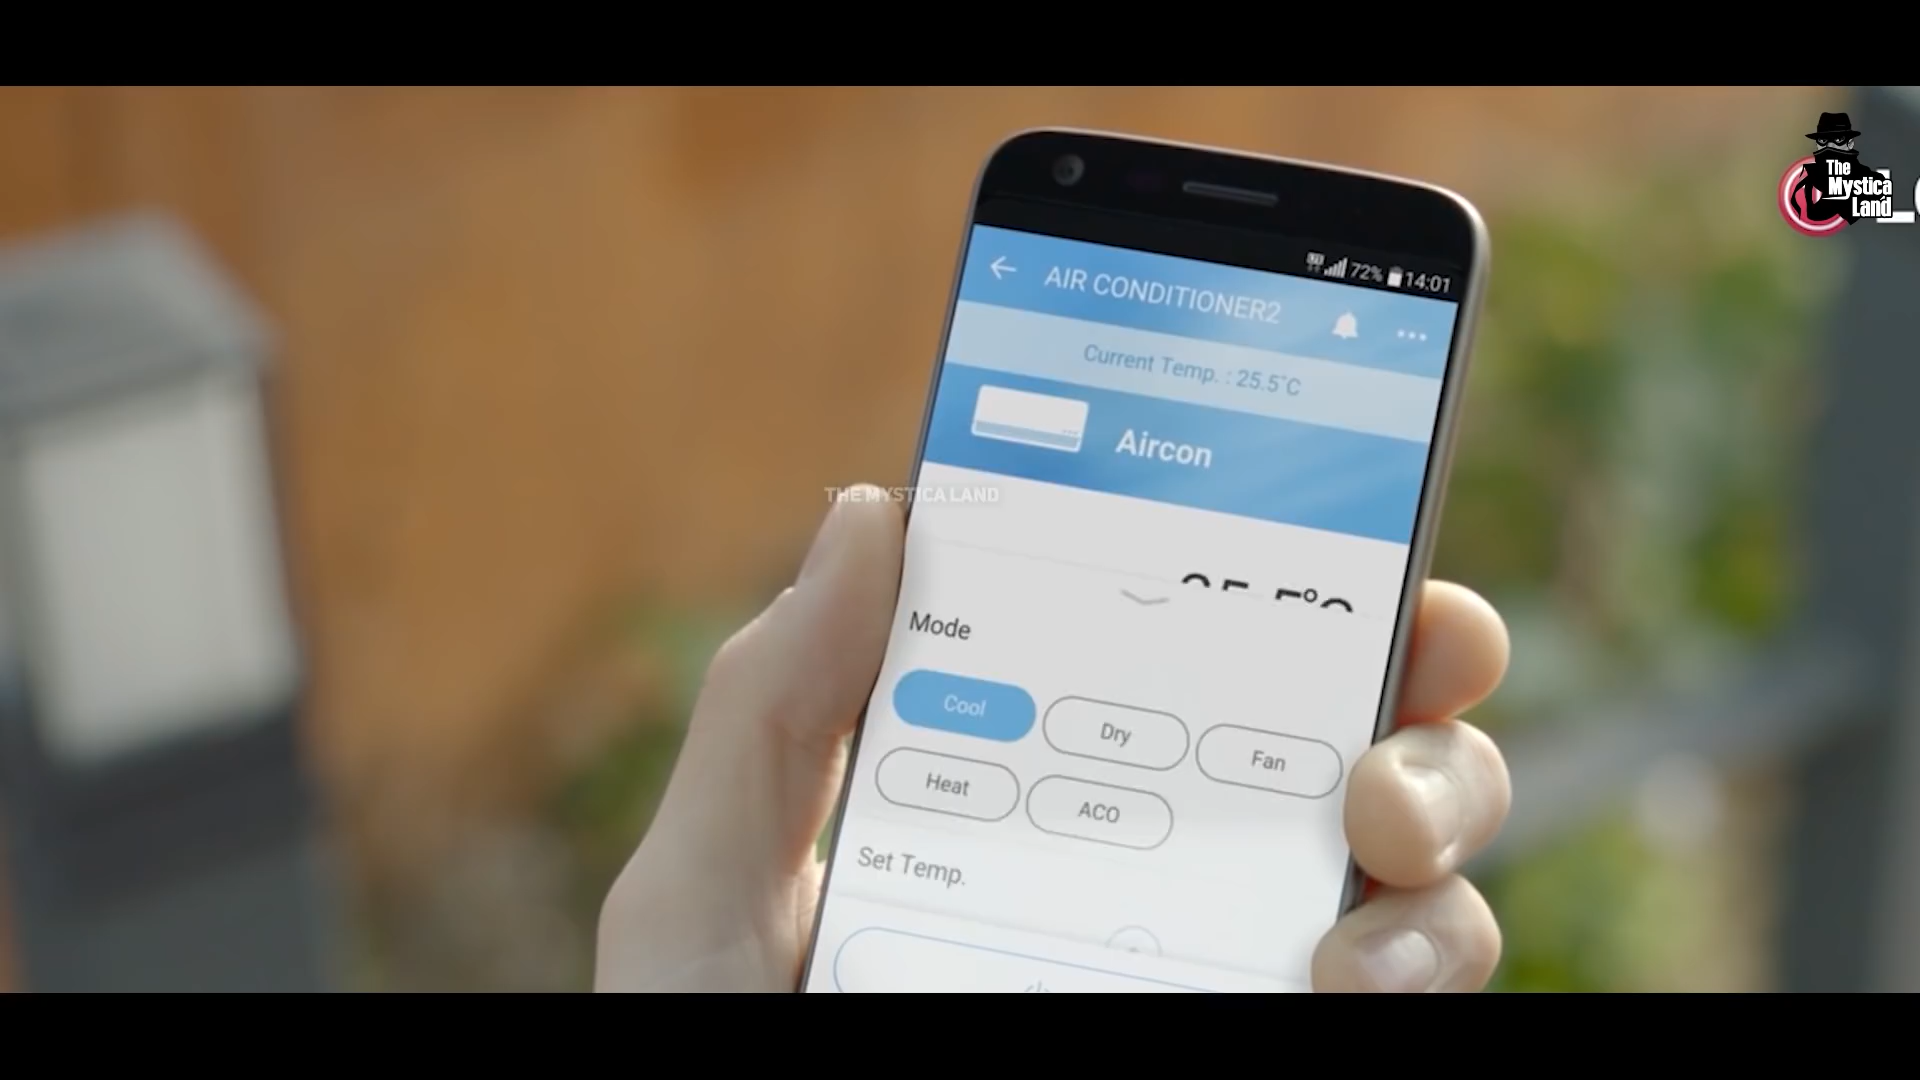 The
Mystica
Land
72% 14:01
AIR CONDITIONER2
Current Temp. : 25.5°C
Aircon
THE MYSTICA LAND
Mode
Cool
Dry
Fan
Heat
ACO
Set Temp.